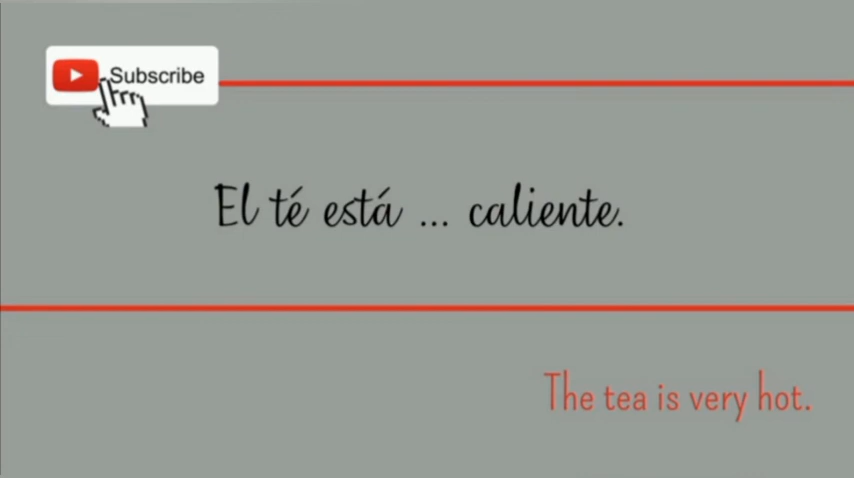 Subscribe
El té está ... caliente.
The tea is very hot.